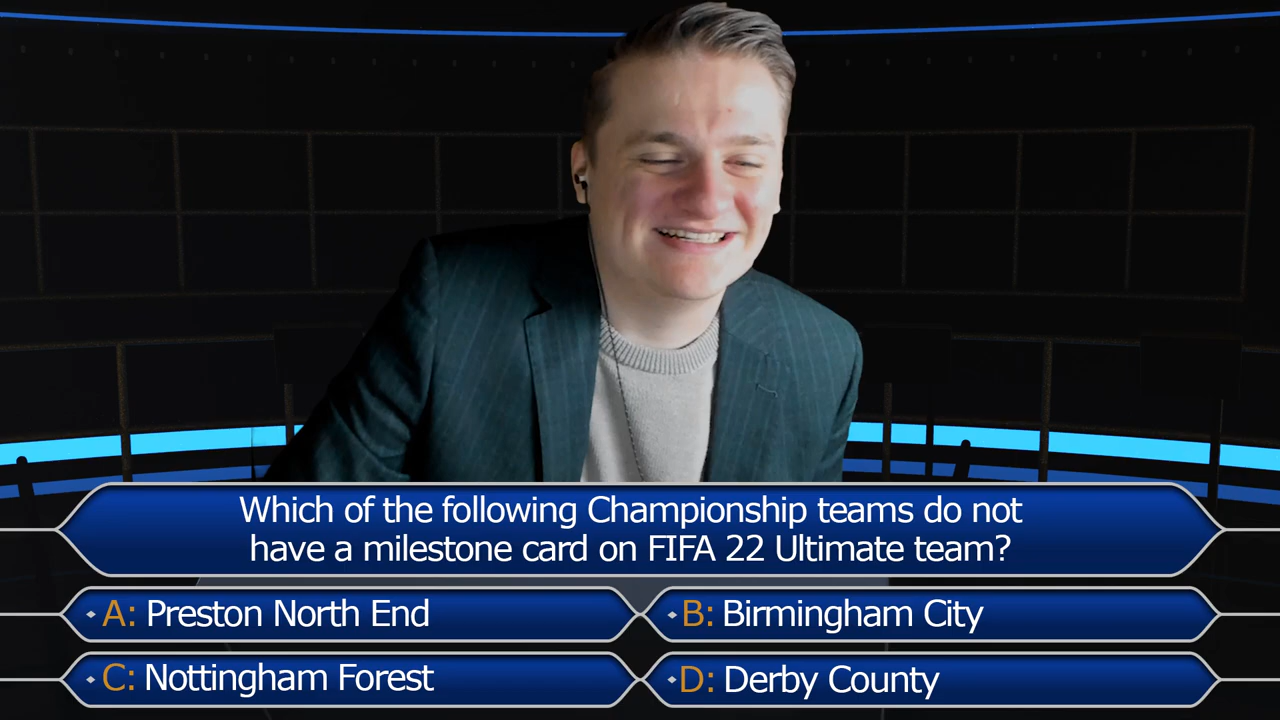 Which of the following Championship teams do not
have a milestone card on FIFA 22 Ultimate team?
A: Preston North End
B: Birmingham City
C: Nottingham Forest
D: Derby County